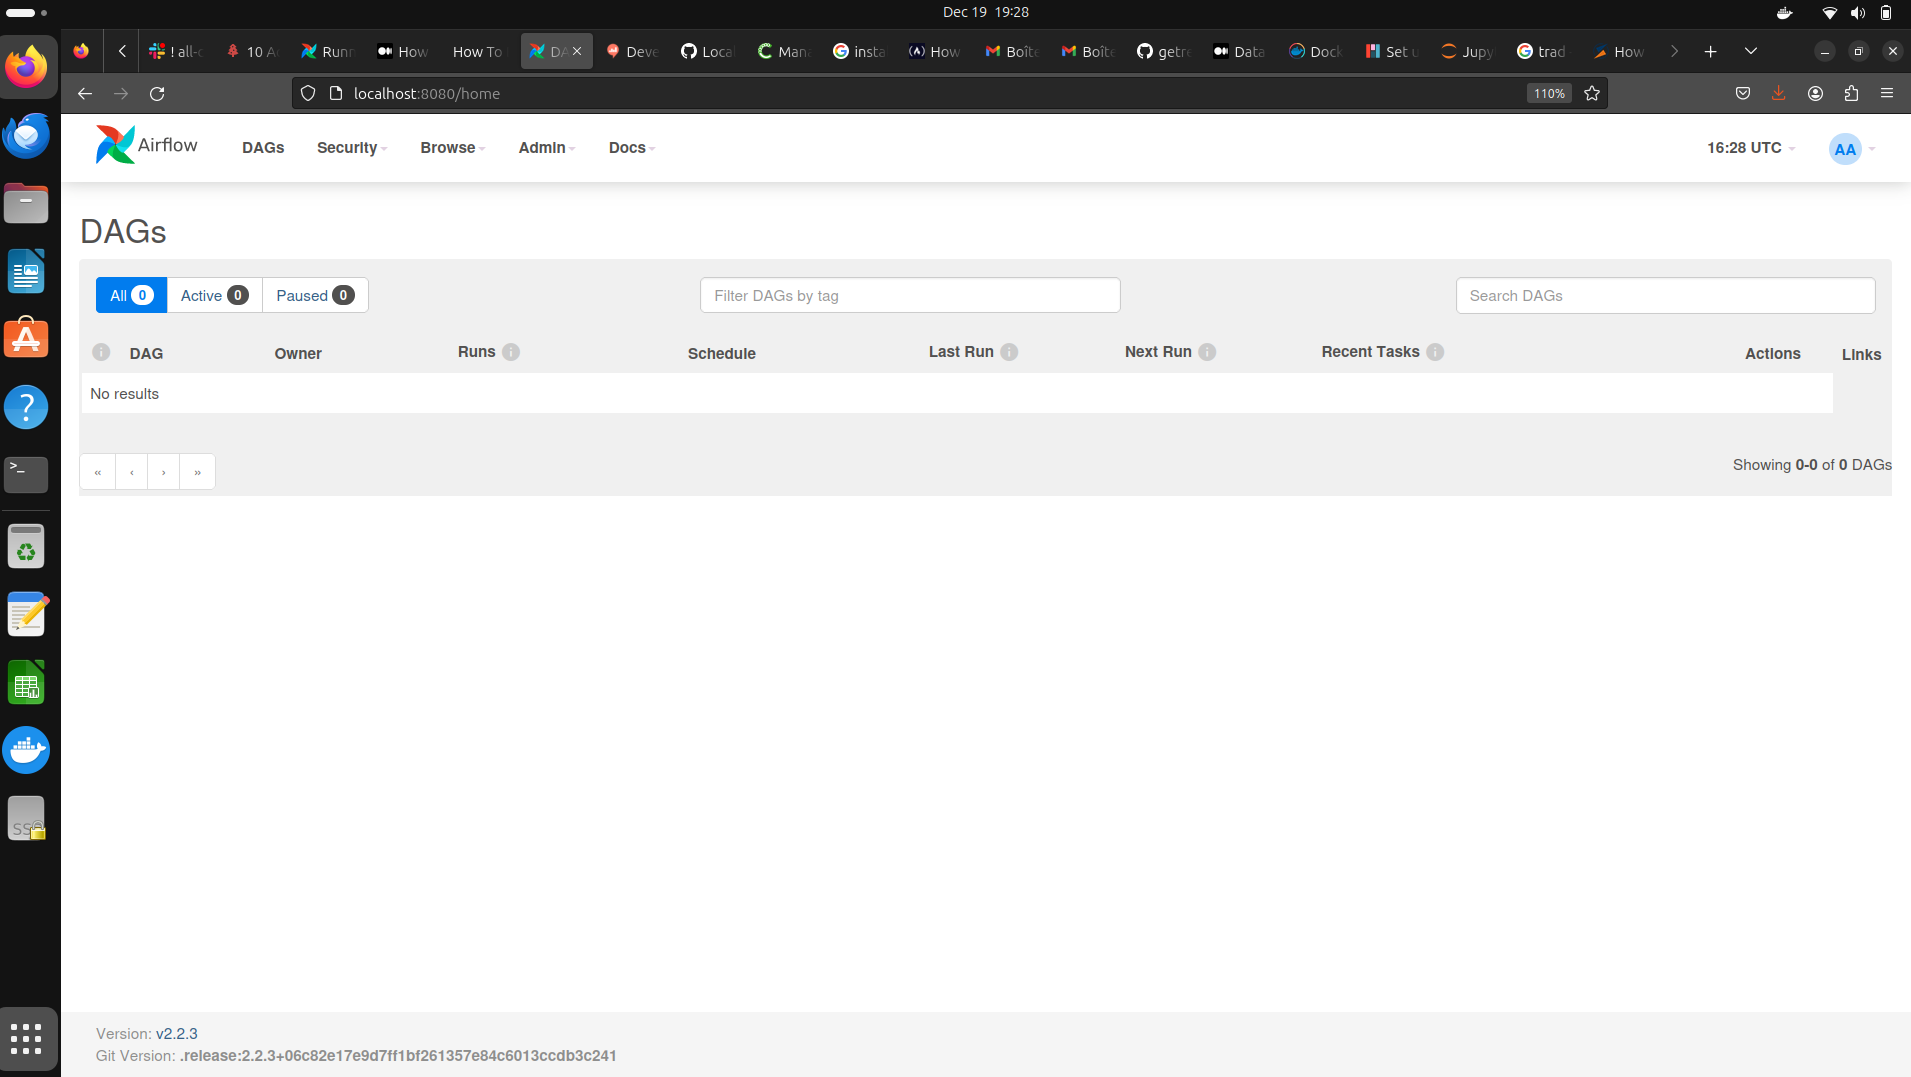 Dec 19 19:28
! all-c
10 A
Runn
How
How To
DA
Deve
Loca
Mana
insta
How
Boîte
Boîte
getre
Data
Dock
Set u
Jupy
trad
How
localhost:8080/home
110%
Airflow
DAGs
Security
Browse
Admin
Docs
16:28 UTC
AA
DAGs
All 0
Active 0
Paused 0
Filter DAGs by tag
Search DAGs
DAG
Owner
Runs
Schedule
Last Run
Next Run
Recent Tasks
Actions
Links
No results
« ‹ › »
Showing 0-0 of 0 DAGs
Version: v2.2.3
Git Version: .release:2.2.3+06c82e17e9d7ff1bf261357e84c6013ccdb3c241